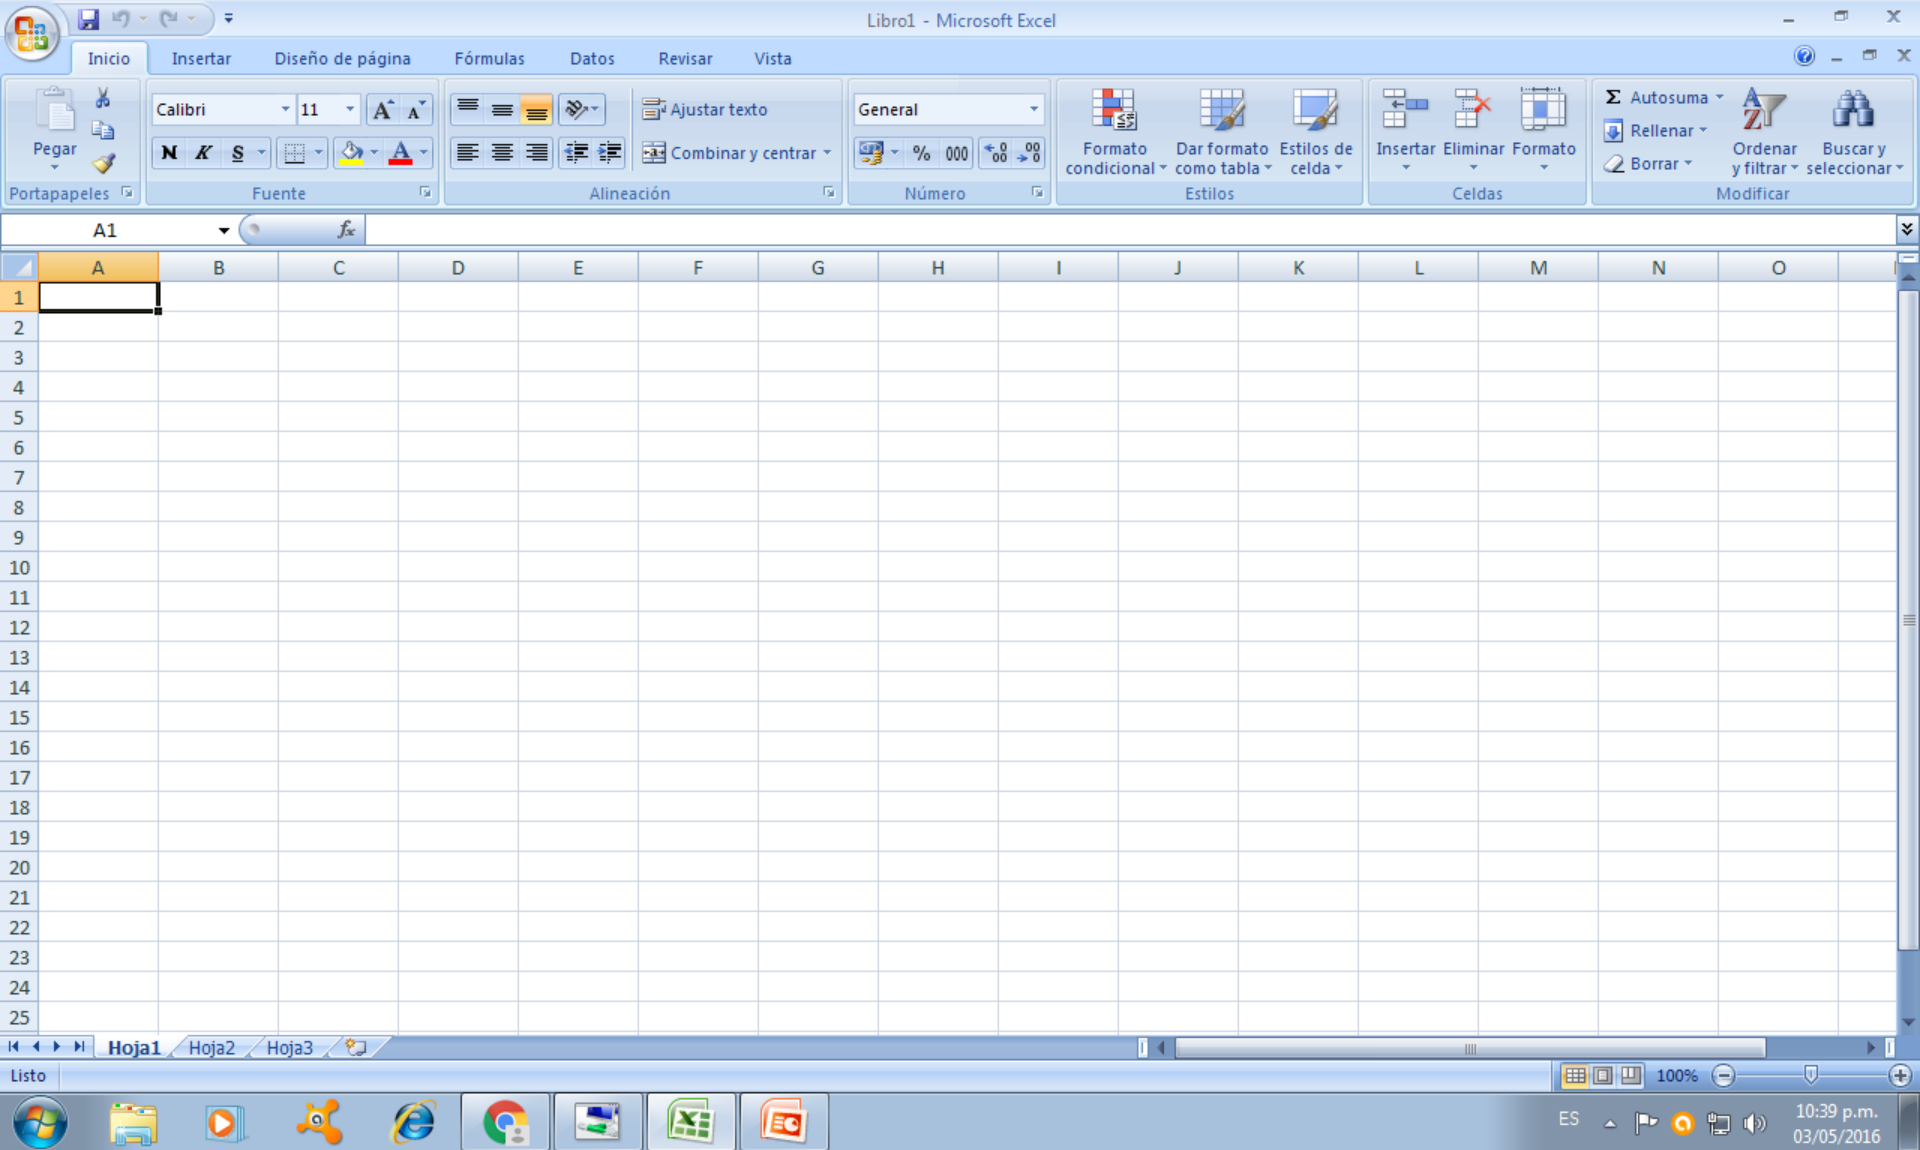 Libro1 - Microsoft Excel
Inicio Insertar Diseño de página Fórmulas Datos Revisar Vista
Pegar
Portapapeles
Calibri 11
N K S
Fuente
Ajustar texto
Combinar y centrar
Alineación
General
% 000
Número
Formato condicional
Dar formato como tabla
Estilos de celda
Estilos
Insertar Eliminar Formato
Celdas
Σ Autosuma
Rellenar
Borrar
Ordenar y filtrar
Buscar y seleccionar
Modificar
A1 fx
A B C D E F G H I J K L M N O
1
2
3
4
5
6
7
8
9
10
11
12
13
14
15
16
17
18
19
20
21
22
23
24
25
Hoja1 Hoja2 Hoja3
Listo 100%
ES 10:39 p.m.
03/05/2016